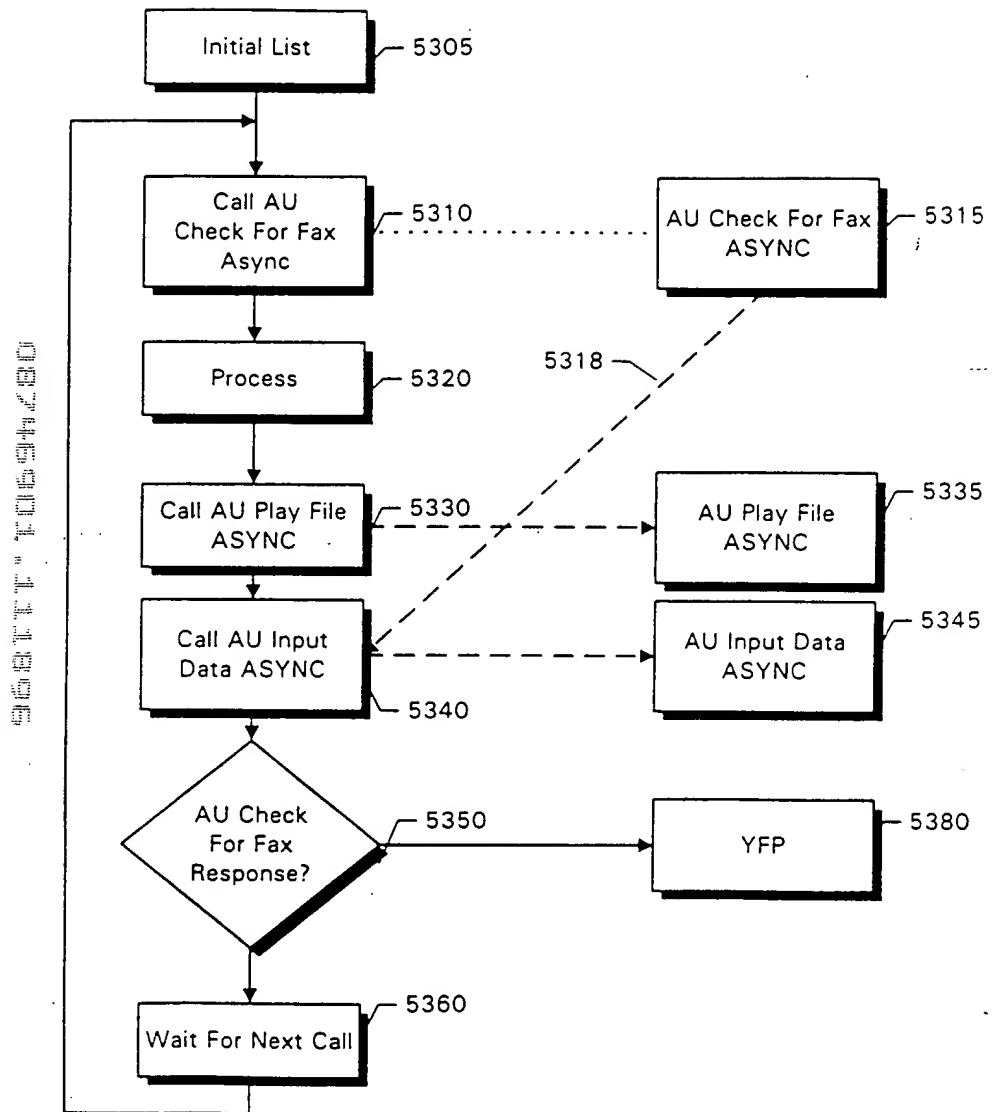 Initial List
5305
Call AU
Check For Fax
Async
5310
AU Check For Fax
ASYNC
5315
Process
5320
5318
Call AU Play File
ASYNC
5330
AU Play File
ASYNC
5335
Call AU Input
Data ASYNC
5340
AU Input Data
ASYNC
5345
AU Check
For Fax
Response?
5350
YFP
5380
Wait For Next Call
5360
08746901.111896